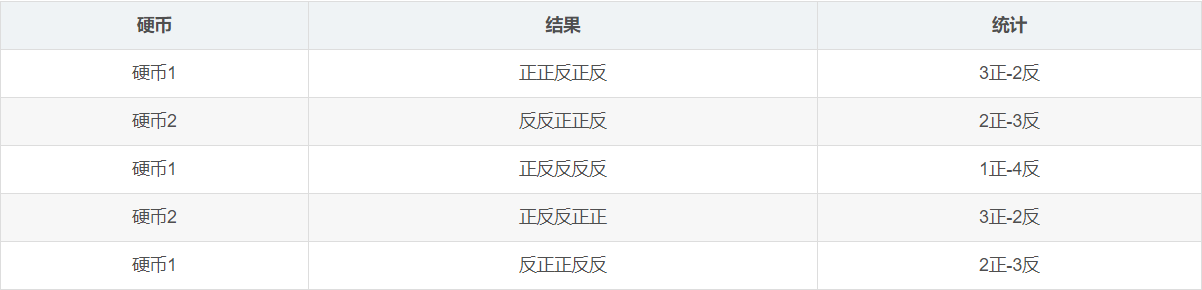 硬币 结果 统计
硬币1 正正反正反 3正-2反
硬币2 反反正正反 2正-3反
硬币1 正反反反反 1正-4反
硬币2 正反反正正 3正-2反
硬币1 反正正反反 2正-3反